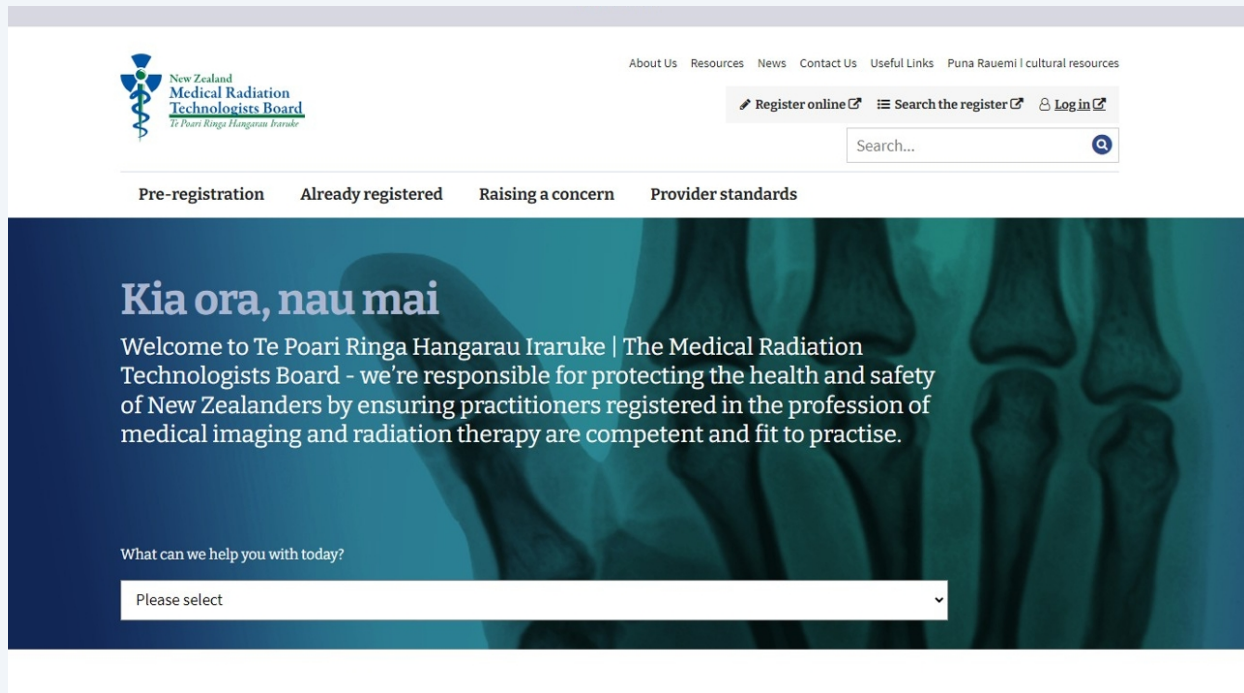 New Zealand
Medical Radiation
Technologists Board
Te Poari Ringa Hangarau Iraruke
About Us Resources News Contact Us Useful Links Puna Rauemi l cultural resources
Register online Search the register Log in
Search...
Pre-registration Already registered Raising a concern Provider standards
Kia ora, nau mai
Welcome to Te Poari Ringa Hangarau Iraruke | The Medical Radiation
Technologists Board - we’re responsible for protecting the health and safety
of New Zealanders by ensuring practitioners registered in the profession of
medical imaging and radiation therapy are competent and fit to practise.
What can we help you with today?
Please select